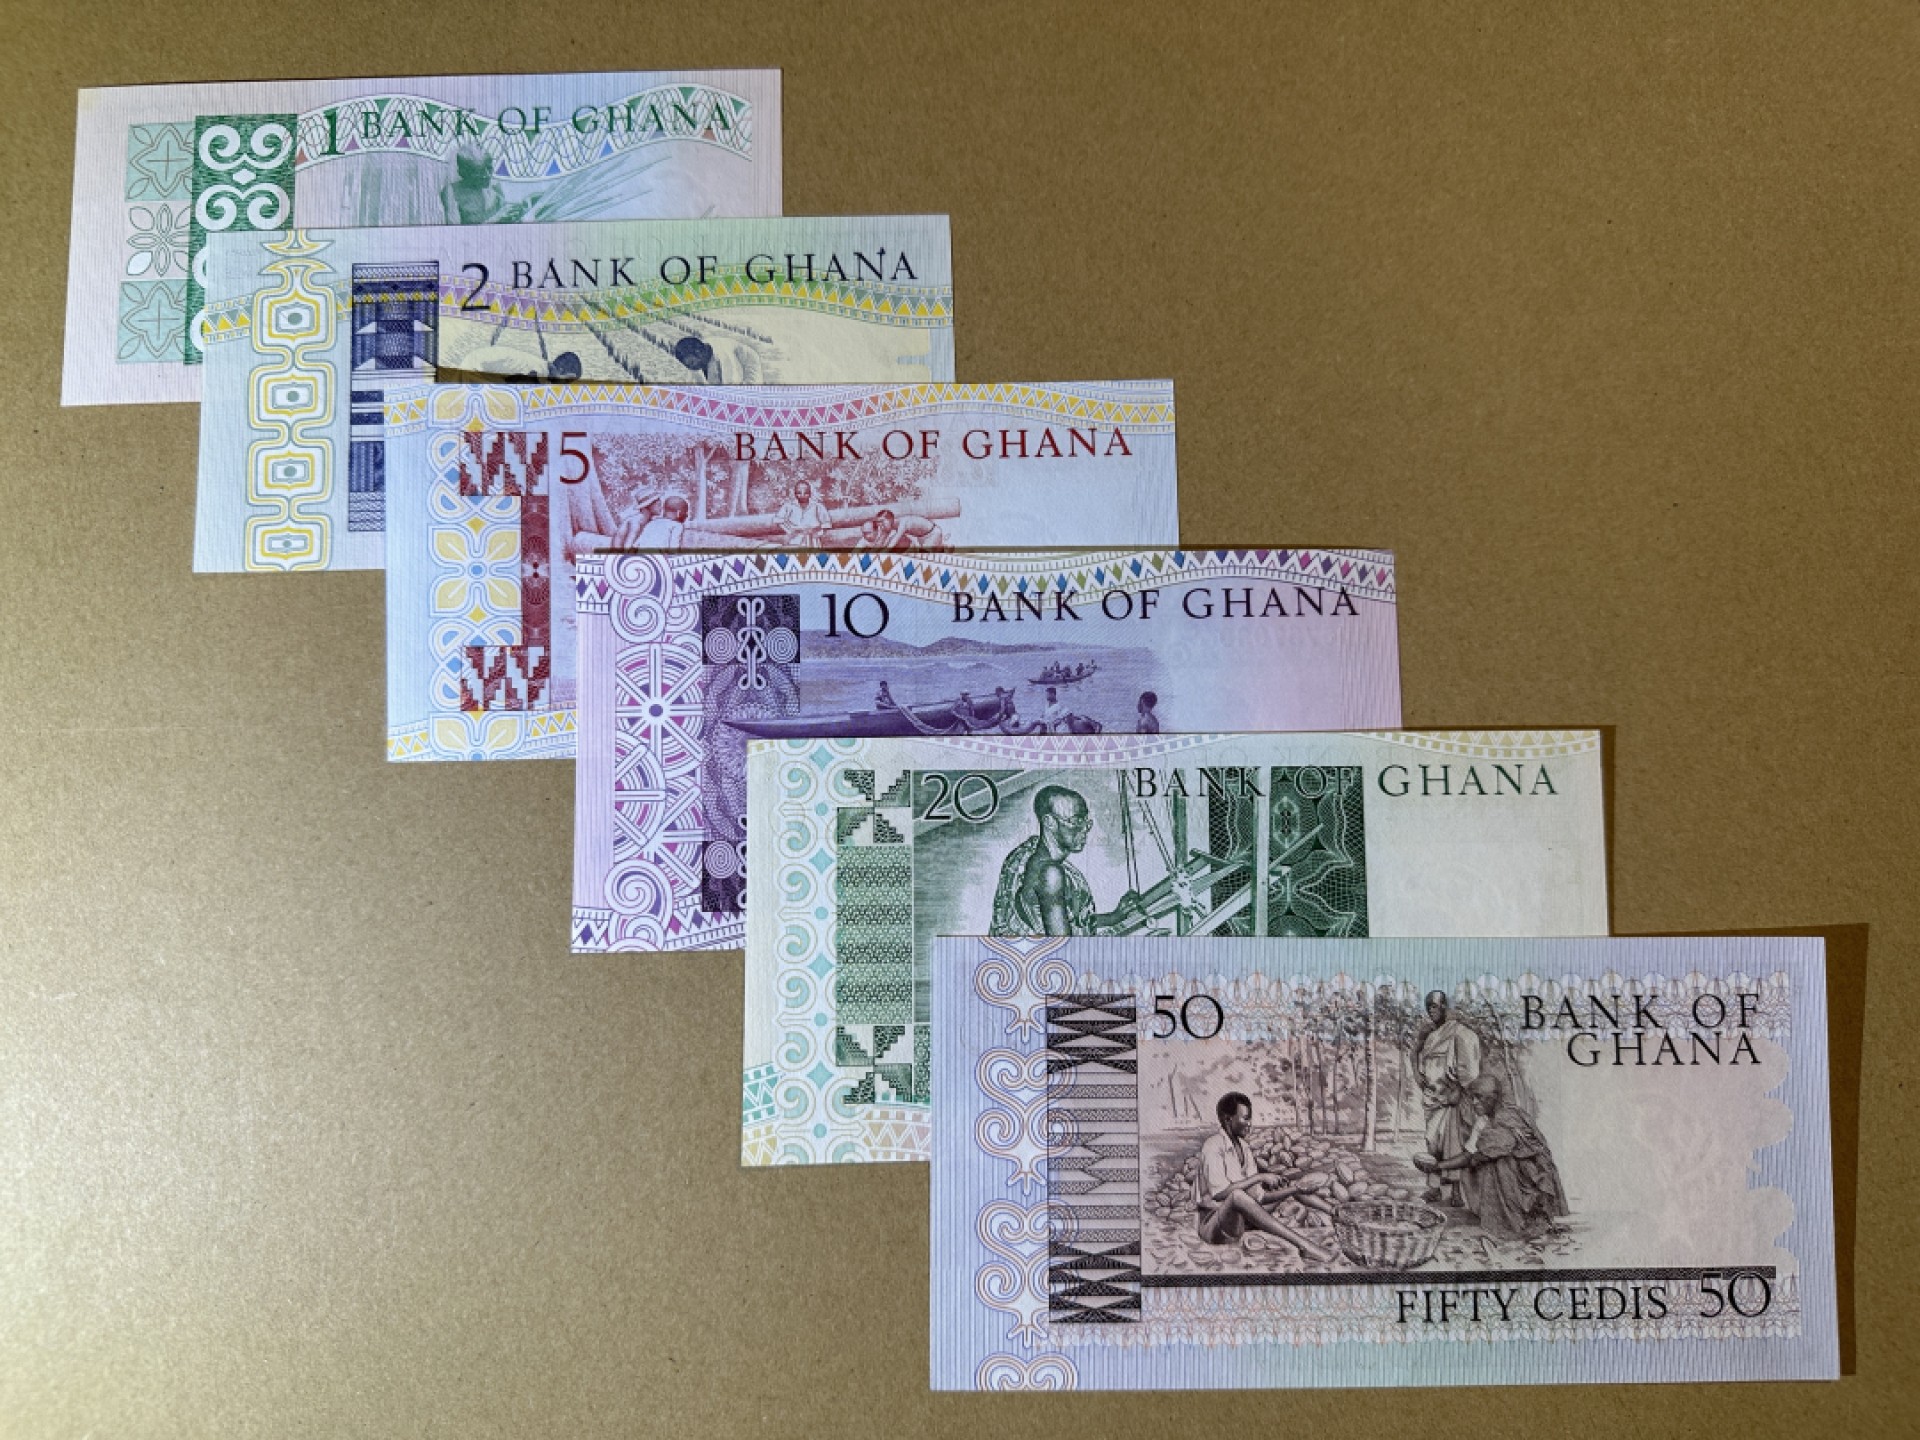 1 BANK OF GHANA
2 BANK OF GHANA
5 BANK OF GHANA
10 BANK OF GHANA
20 BANK OF GHANA
50 BANK OF
GHANA
FIFTY CEDIS 50